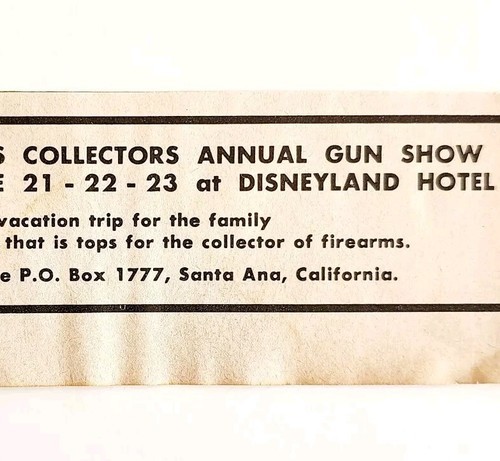 S COLLECTORS ANNUAL GUN SHOW
E 21 - 22 - 23 at DISNEYLAND HOTEL
vacation trip for the family
that is tops for the collector of firearms.
e P.O. Box 1777, Santa Ana, California.